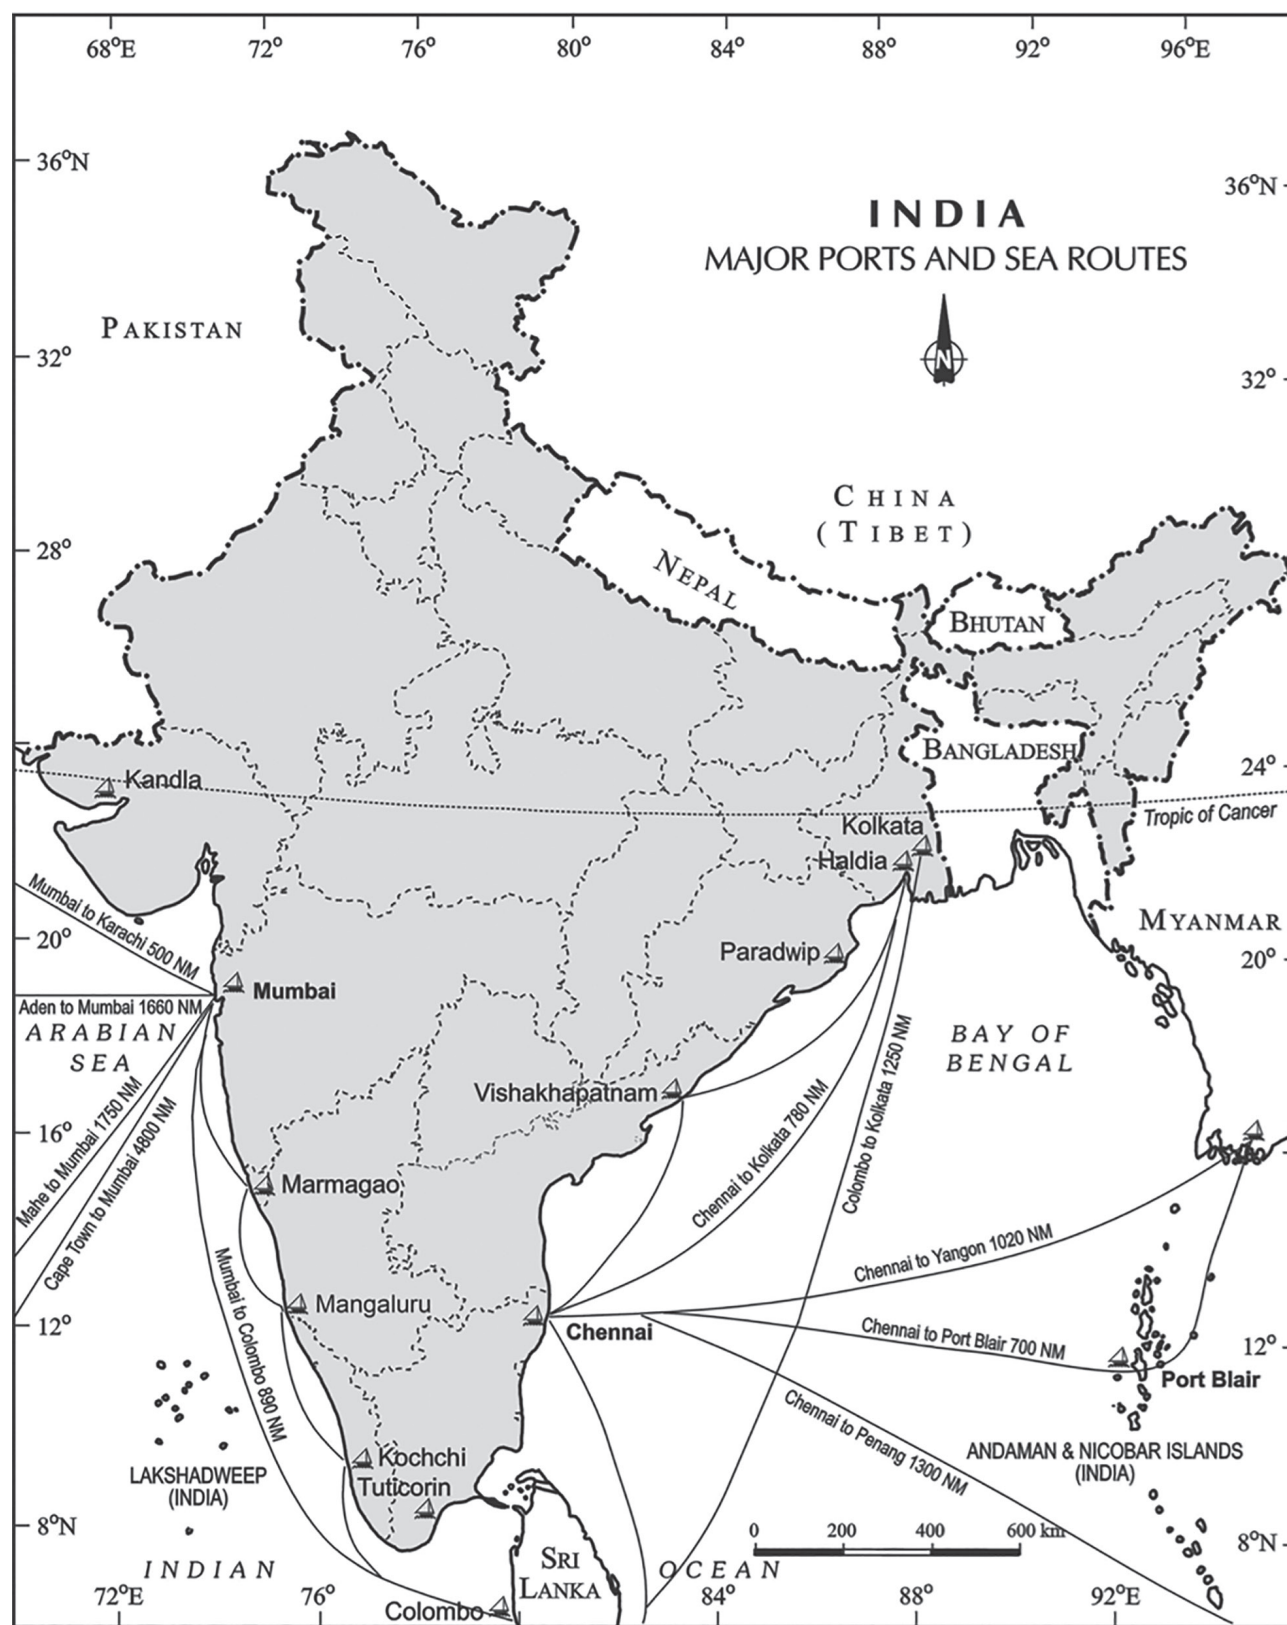 68°E 72° 76° 80° 84° 88° 92° 96°E
36°N
36°N
INDIA
MAJOR PORTS AND SEA ROUTES
N
PAKISTAN
32°
32°
CHINA
(TIBET)
28°
NEPAL
BHUTAN
BANGLADESH
24°
Kandla
Tropic of Cancer
Kolkata
Haldia
Mumbai to Karachi 500 NM
MYANMAR
20°
20°
Paradwip
Mumbai
Aden to Mumbai 1660 NM
ARABIAN
SEA
BAY OF
BENGAL
Vishakhapatnam
Mahe to Mumbai 1750 NM
Cape Town to Mumbai 4800 NM
Chennai to Kolkata 780 NM
Colombo to Kolkata 1250 NM
16°
Marmagao
Mumbai to Colombo 890 NM
Chennai to Yangon 1020 NM
Mangaluru
12°
Chennai
Chennai to Port Blair 700 NM
12°
Port Blair
Chennai to Penang 1300 NM
Kochchi
Tuticorin
LAKSHADWEEP
(INDIA)
ANDAMAN & NICOBAR ISLANDS
(INDIA)
8°N
0 200 400 600 km
8°N
INDIAN
OCEAN
SRI
LANKA
Colombo
72°E 76° 84° 88° 92°E